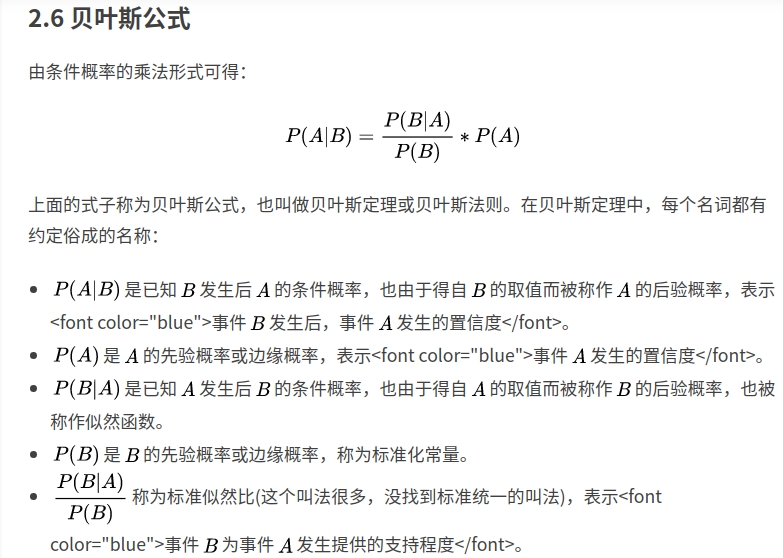 2.6 贝叶斯公式
由条件概率的乘法形式可得：
P(A|B) = \frac{P(B|A)}{P(B)} * P(A)
上面的式子称为贝叶斯公式，也叫做贝叶斯定理或贝叶斯法则。在贝叶斯定理中，每个名词都有
约定俗成的名称：
• P(A|B) 是已知 B 发生后 A 的条件概率，也由于得自 B 的取值而被称作 A 的后验概率，表示
<font color="blue">事件 B 发生后，事件 A 发生的置信度</font>。
• P(A) 是 A 的先验概率或边缘概率，表示<font color="blue">事件 A 发生的置信度</font>。
• P(B|A) 是已知 A 发生后 B 的条件概率，也由于得自 A 的取值而被称作 B 的后验概率，也被
称作似然函数。
• P(B) 是 B 的先验概率或边缘概率，称为标准化常量。
• \frac{P(B|A)}{P(B)} 称为标准似然比(这个叫法很多，没找到标准统一的叫法)，表示<font
color="blue">事件 B 为事件 A 发生提供的支持程度</font>。